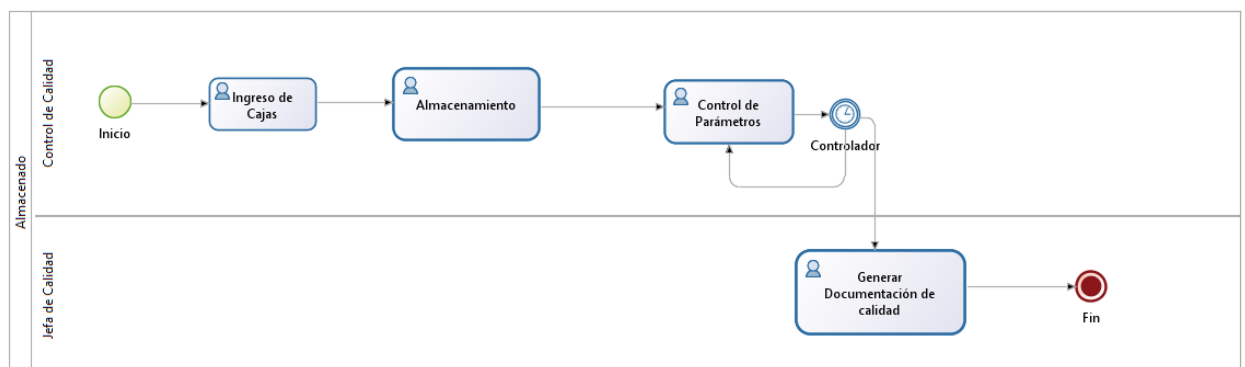 Almacenado
Control de Calidad
Inicio
Ingreso de
Cajas
Almacenamiento
Control de
Parámetros
Controlador
Jefa de Calidad
Generar
Documentación de
calidad
Fin